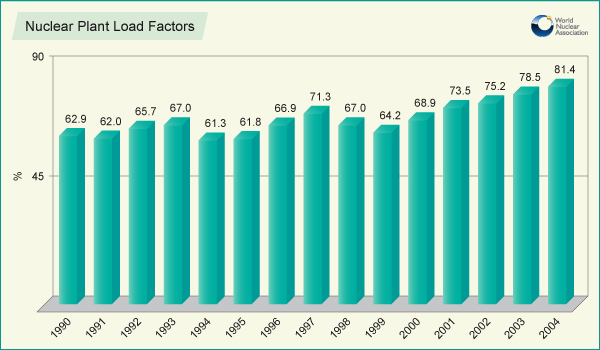 Nuclear Plant Load Factors
World
Nuclear
Association
90
45
%
62.9 62.0 65.7 67.0 61.3 61.8 66.9 71.3 67.0 64.2 68.9 73.5 75.2 78.5 81.4
1990 1991 1992 1993 1994 1995 1996 1997 1998 1999 2000 2001 2002 2003 2004